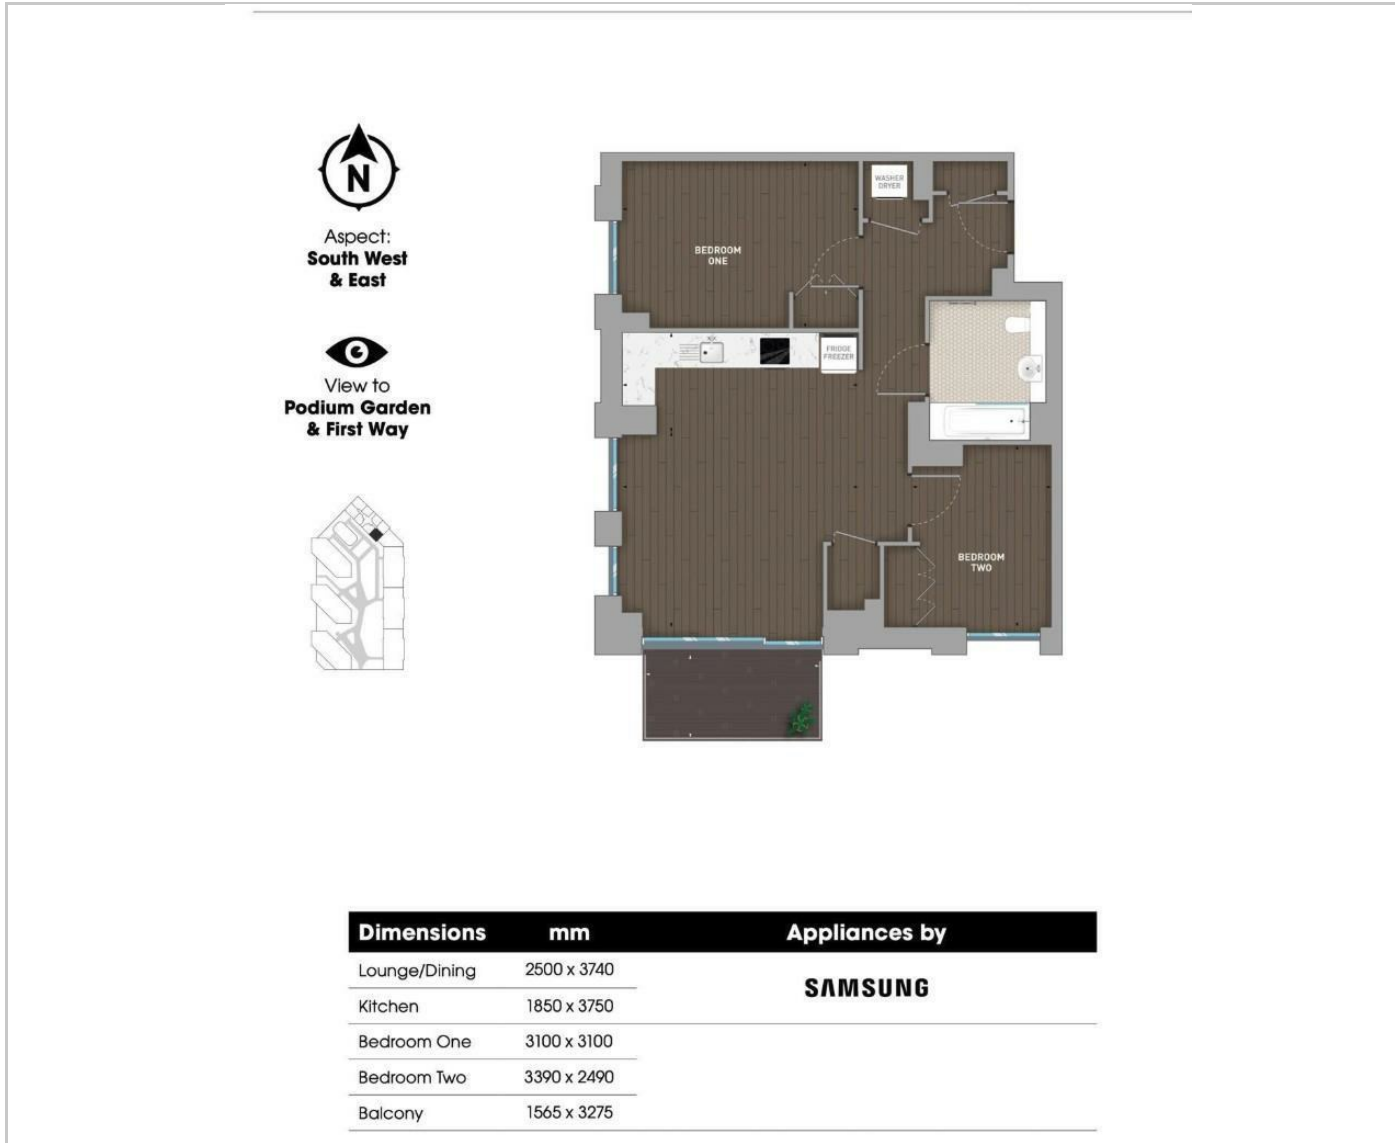 N
Aspect:
South West
& East
View to
Podium Garden
& First Way
BEDROOM
ONE
WASHER
DRYER
FRIDGE
FREEZER
BEDROOM
TWO
Dimensions mm Appliances by
Lounge/Dining 2500 x 3740
SAMSUNG
Kitchen 1850 x 3750
Bedroom One 3100 x 3100
Bedroom Two 3390 x 2490
Balcony 1565 x 3275